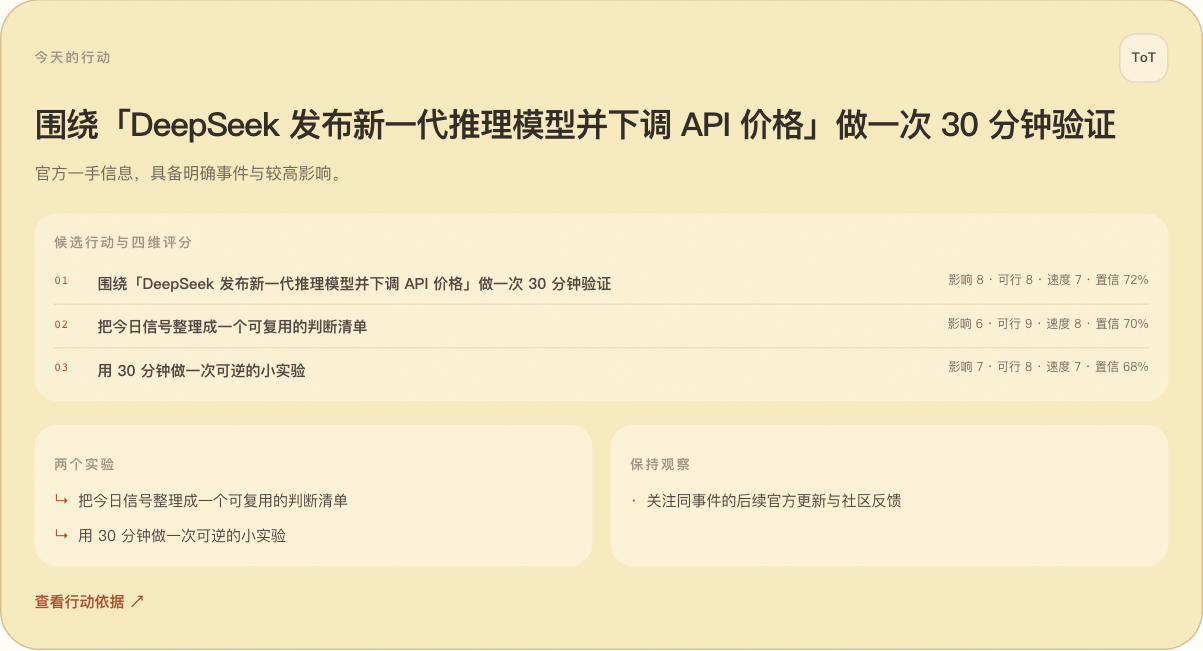 今天的行动
ToT
围绕「DeepSeek 发布新一代推理模型并下调 API 价格」做一次 30 分钟验证
官方一手信息，具备明确事件与较高影响。
候选行动与四维评分
01 围绕「DeepSeek 发布新一代推理模型并下调 API 价格」做一次 30 分钟验证 影响 8 · 可行 8 · 速度 7 · 置信 72%
02 把今日信号整理成一个可复用的判断清单 影响 6 · 可行 9 · 速度 8 · 置信 70%
03 用 30 分钟做一次可逆的小实验 影响 7 · 可行 8 · 速度 7 · 置信 68%
两个实验
↳ 把今日信号整理成一个可复用的判断清单
↳ 用 30 分钟做一次可逆的小实验
保持观察
· 关注同事件的后续官方更新与社区反馈
查看行动依据 ↗